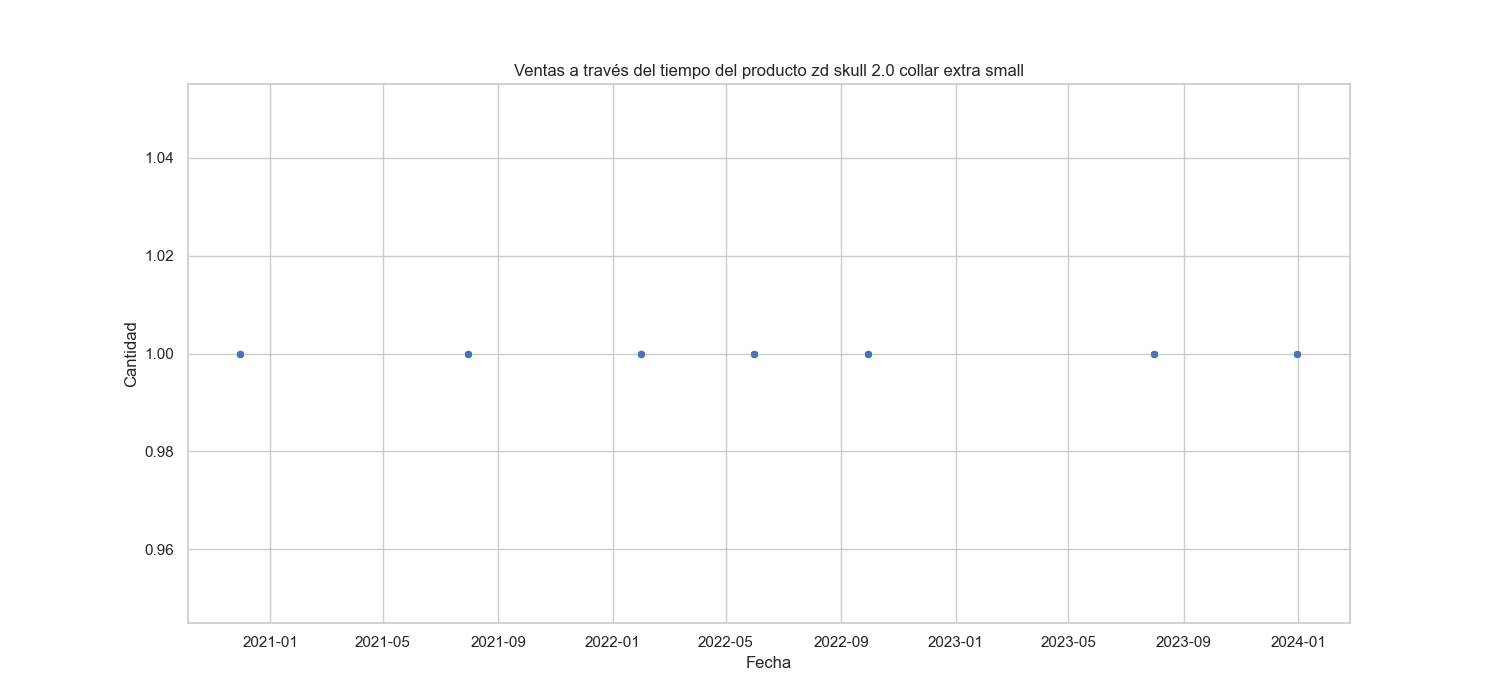 Ventas a través del tiempo del producto zd skull 2.0 collar extra small
1.04
1.02
1.00
0.98
0.96
Cantidad
2021-01 2021-05 2021-09 2022-01 2022-05 2022-09 2023-01 2023-05 2023-09 2024-01
Fecha